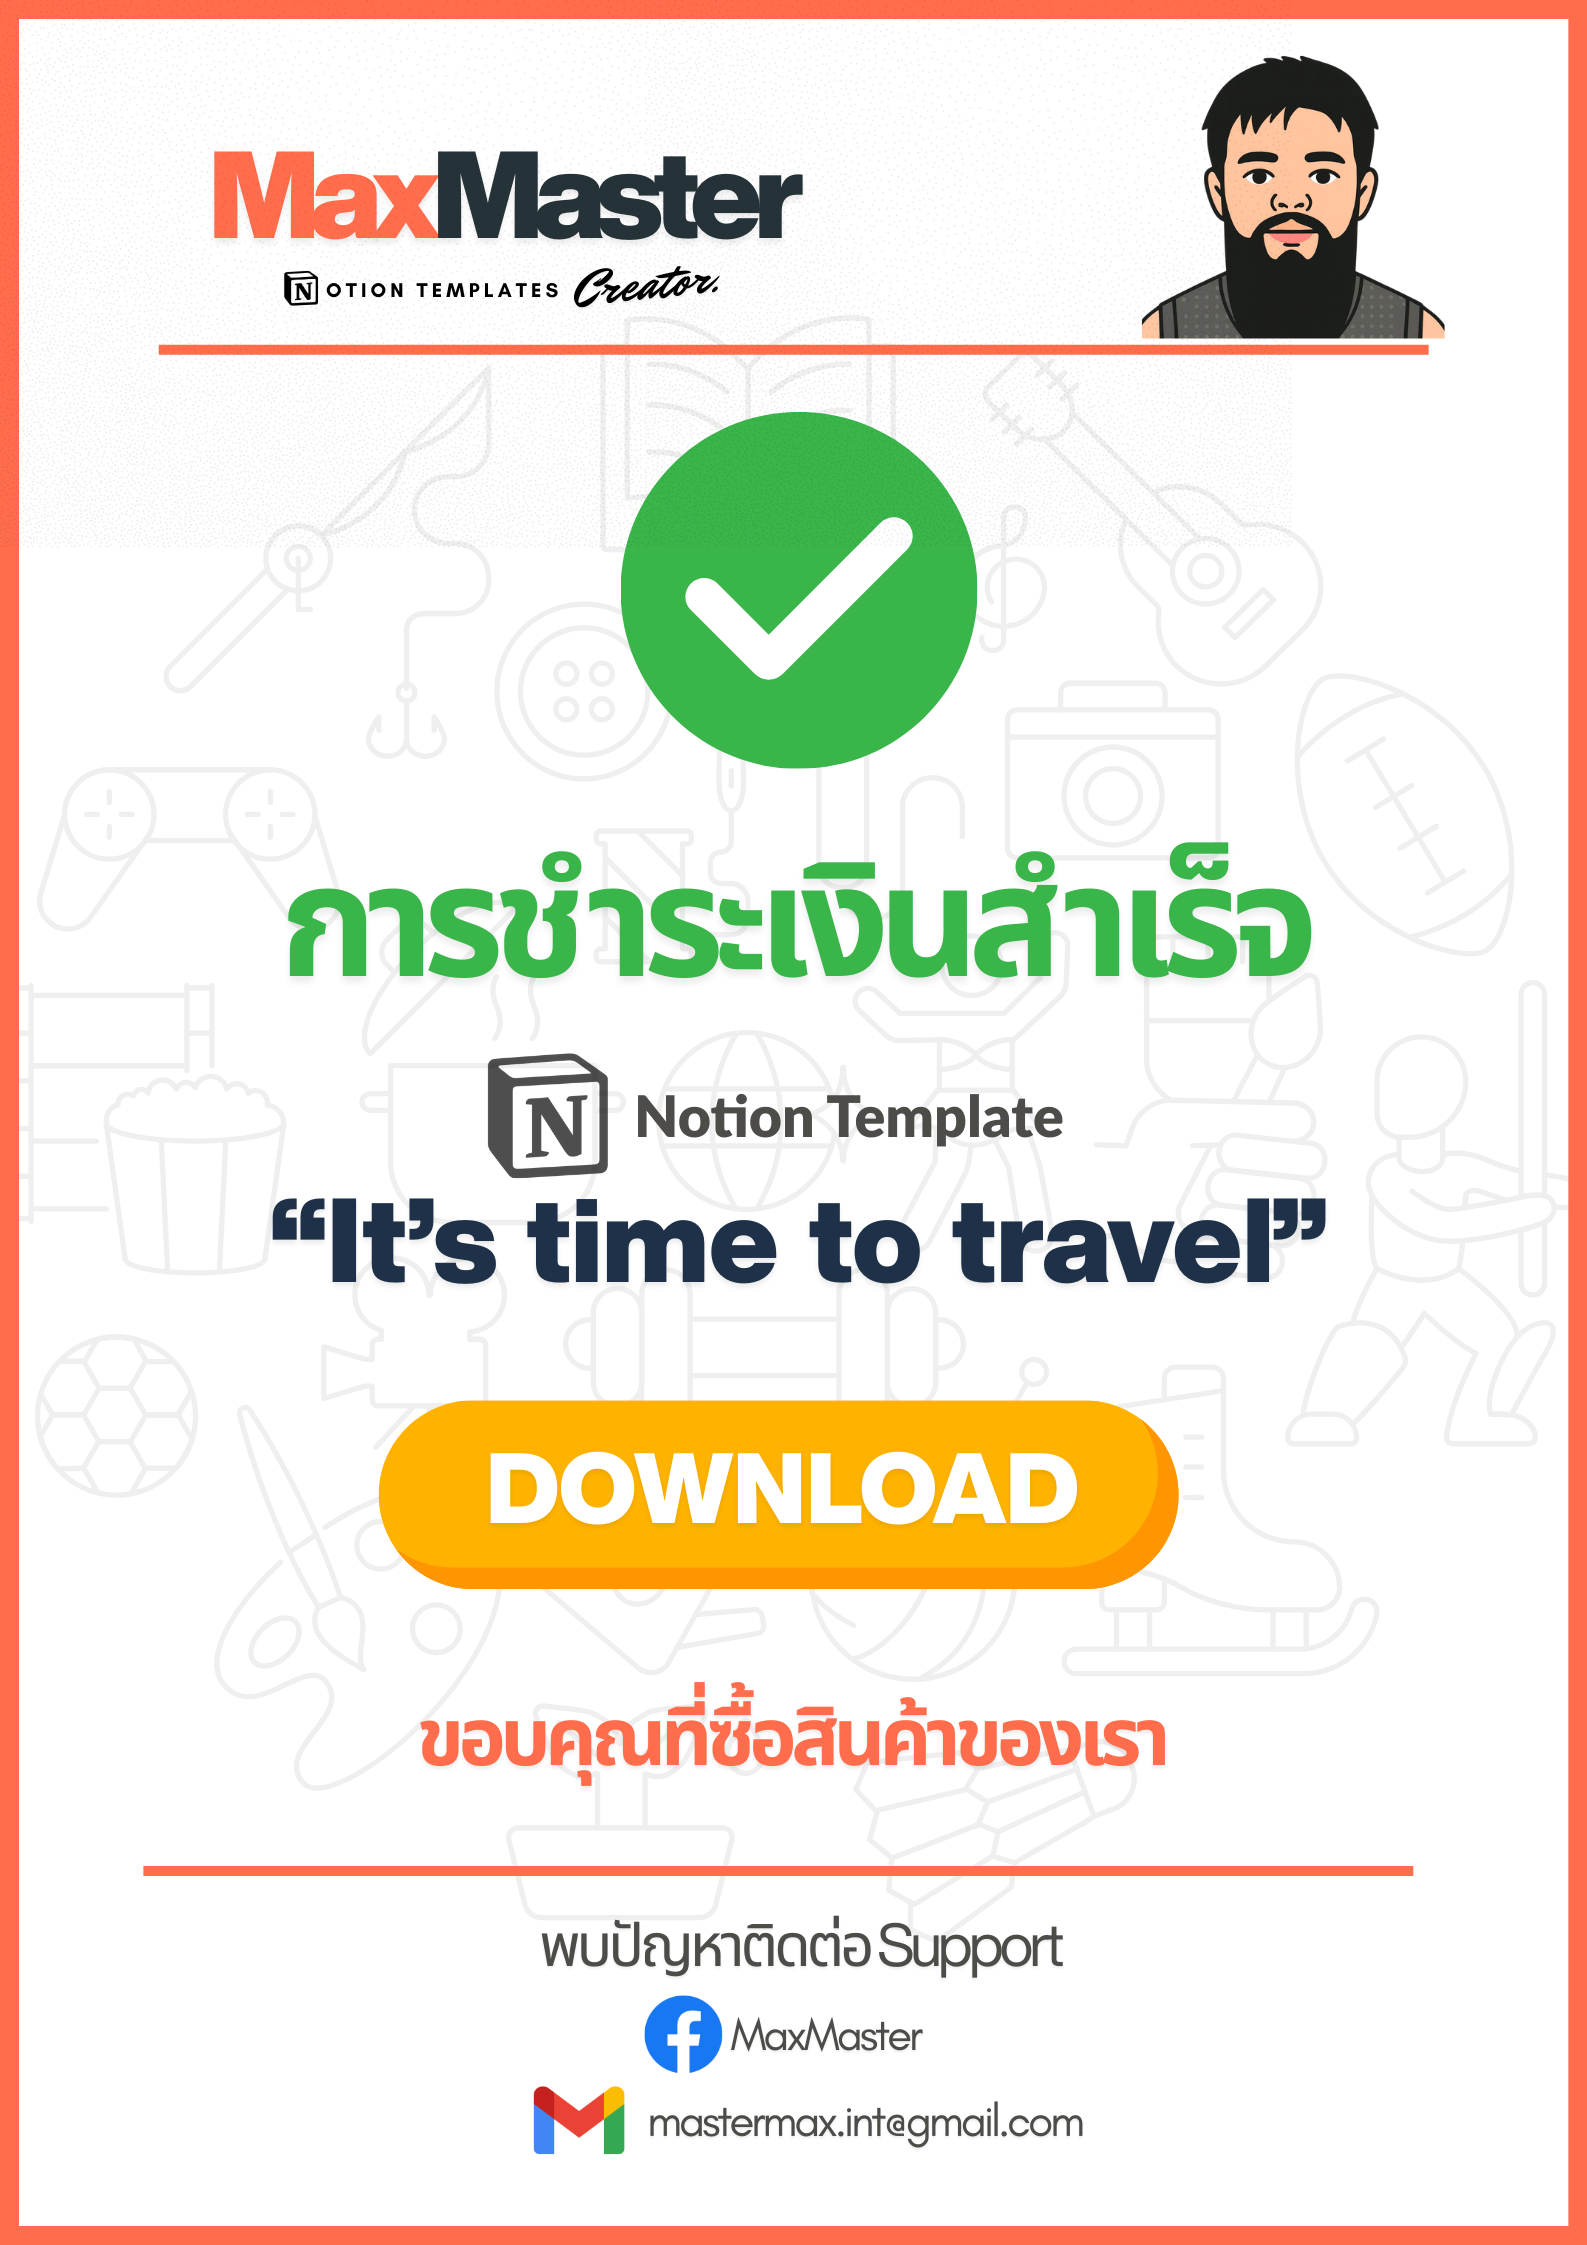 MaxMaster
NOTION TEMPLATES Creator.
การชำระเงินสำเร็จ
N Notion Template
“It’s time to travel”
DOWNLOAD
ขอบคุณที่ซื้อสินค้าของเรา
พบปัญหาติดต่อ Support
MaxMaster
mastermax.int@gmail.com